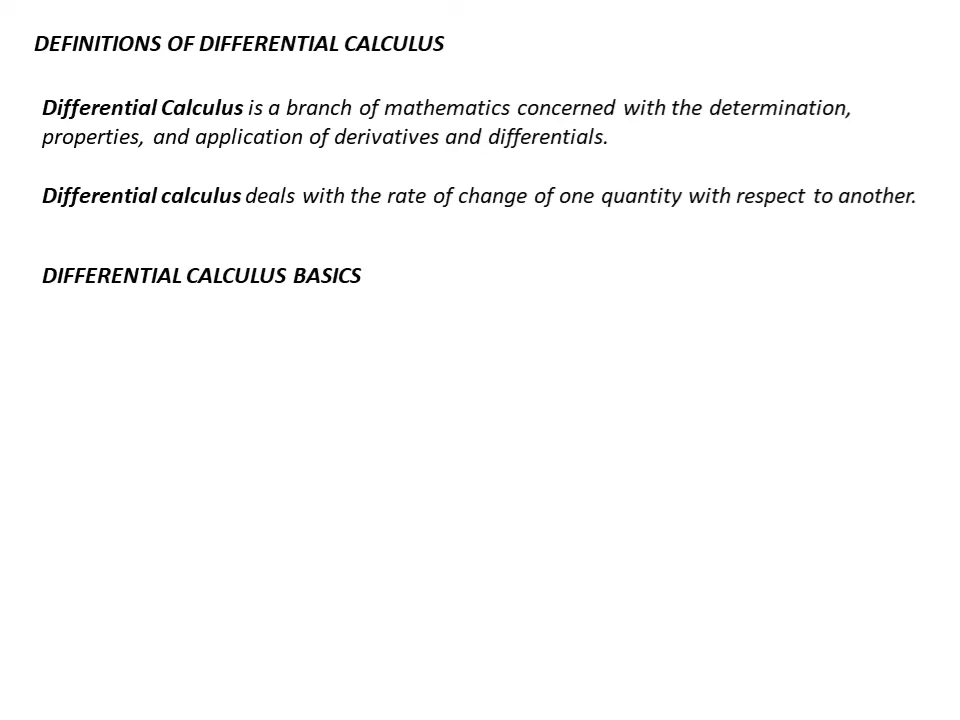 DEFINITIONS OF DIFFERENTIAL CALCULUS
Differential Calculus is a branch of mathematics concerned with the determination,
properties, and application of derivatives and differentials.
Differential calculus deals with the rate of change of one quantity with respect to another.
DIFFERENTIAL CALCULUS BASICS